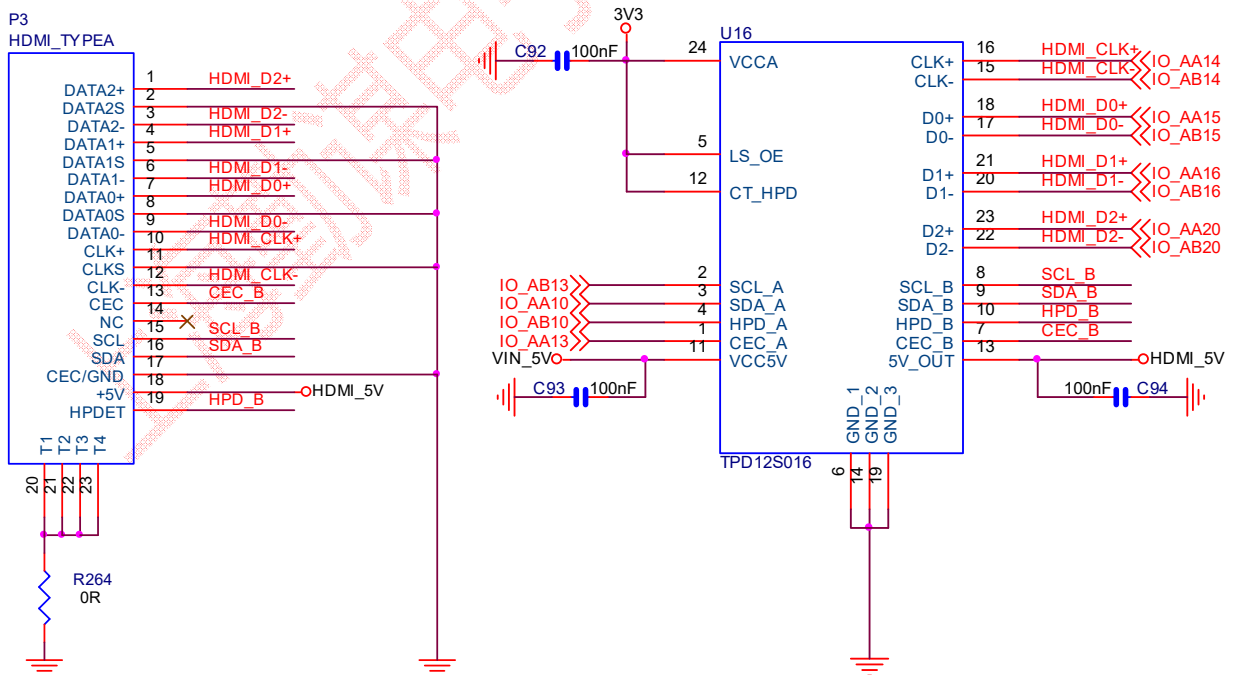 P3
HDMI_TYPEA
DATA2+ 1 HDMI_D2+
DATA2S 2
DATA2- 3 HDMI_D2-
DATA1+ 4 HDMI_D1+
DATA1S 5
DATA1- 6 HDMI_D1-
DATA0+ 7 HDMI_D0+
DATA0S 8
DATA0- 9 HDMI_D0-
CLK+ 10 HDMI_CLK+
CLKS 11
CLK- 12 HDMI_CLK-
CEC 13 CEC_B
NC 14
SCL 15 SCL_B
SDA 16 SDA_B
CEC/GND 17
+5V 18 HDMI_5V
HPDET 19 HPD_B
T1 T2 T3 T4
20 21 22 23
R264
0R
3V3
C92 100nF
U16
24 VCCA
5 LS_OE
12 CT_HPD
IO_AB13 2 SCL_A
IO_AA10 3 SDA_A
IO_AB10 4 HPD_A
IO_AA13 1 CEC_A
VIN_5V 11 VCC5V
C93 100nF
CLK+ 16 HDMI_CLK+ IO_AA14
CLK- 15 HDMI_CLK- IO_AB14
D0+ 18 HDMI_D0+ IO_AA15
D0- 17 HDMI_D0- IO_AB15
D1+ 21 HDMI_D1+ IO_AA16
D1- 20 HDMI_D1- IO_AB16
D2+ 23 HDMI_D2+ IO_AA20
D2- 22 HDMI_D2- IO_AB20
SCL_B 8 SCL_B
SDA_B 9 SDA_B
HPD_B 10 HPD_B
CEC_B 7 CEC_B
5V_OUT 13 HDMI_5V
100nF C94
GND_1 GND_2 GND_3
6 14 19
TPD12S016